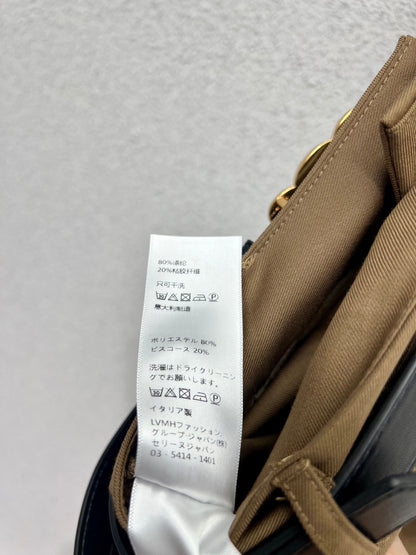 80%涤纶
20%粘胶纤维
只可干洗
意大利制造
ポリエステル 80%
ビスコース 20%
洗濯はドライクリーニン
グでお願いします。
イタリア製
LVMHファッション・
グループ・ジャパン(株)
セリーヌジャパン
03-5414-1401